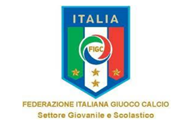 ITALIA
FIGC
FEDERAZIONE ITALIANA GIUOCO CALCIO
Settore Giovanile e Scolastico